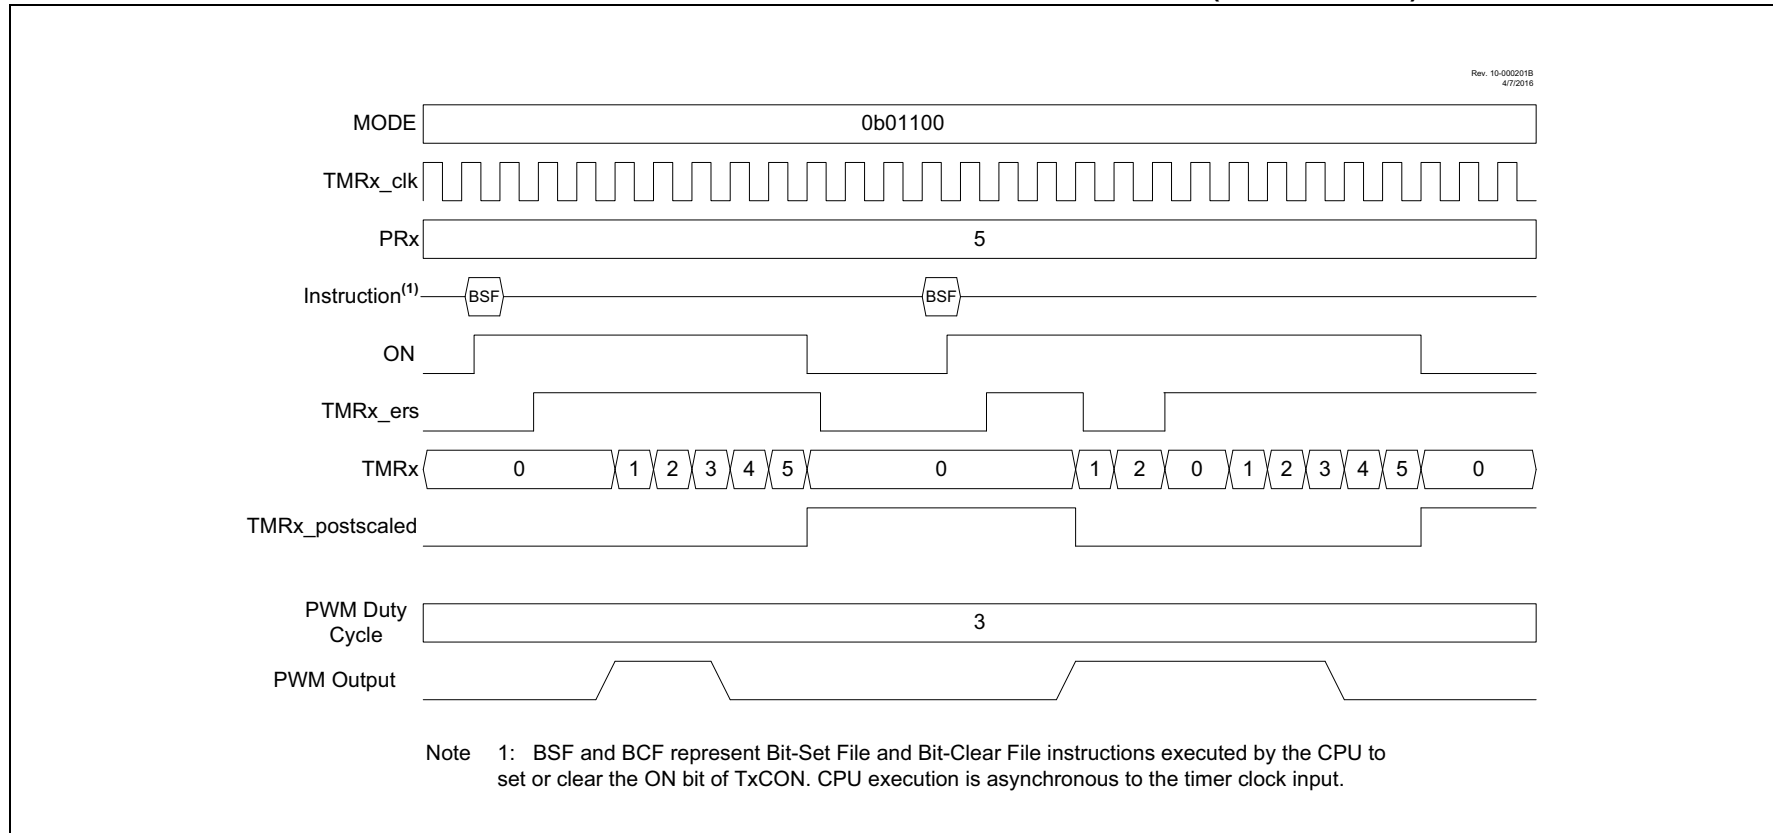 Rev. 10-000201B
4/7/2016
MODE 0b01100
TMRx_clk
PRx 5
Instruction(1) BSF BSF
ON
TMRx_ers
TMRx 0 1 2 3 4 5 0 1 2 0 1 2 3 4 5 0
TMRx_postscaled
PWM Duty
Cycle 3
PWM Output
Note 1: BSF and BCF represent Bit-Set File and Bit-Clear File instructions executed by the CPU to
set or clear the ON bit of TxCON. CPU execution is asynchronous to the timer clock input.